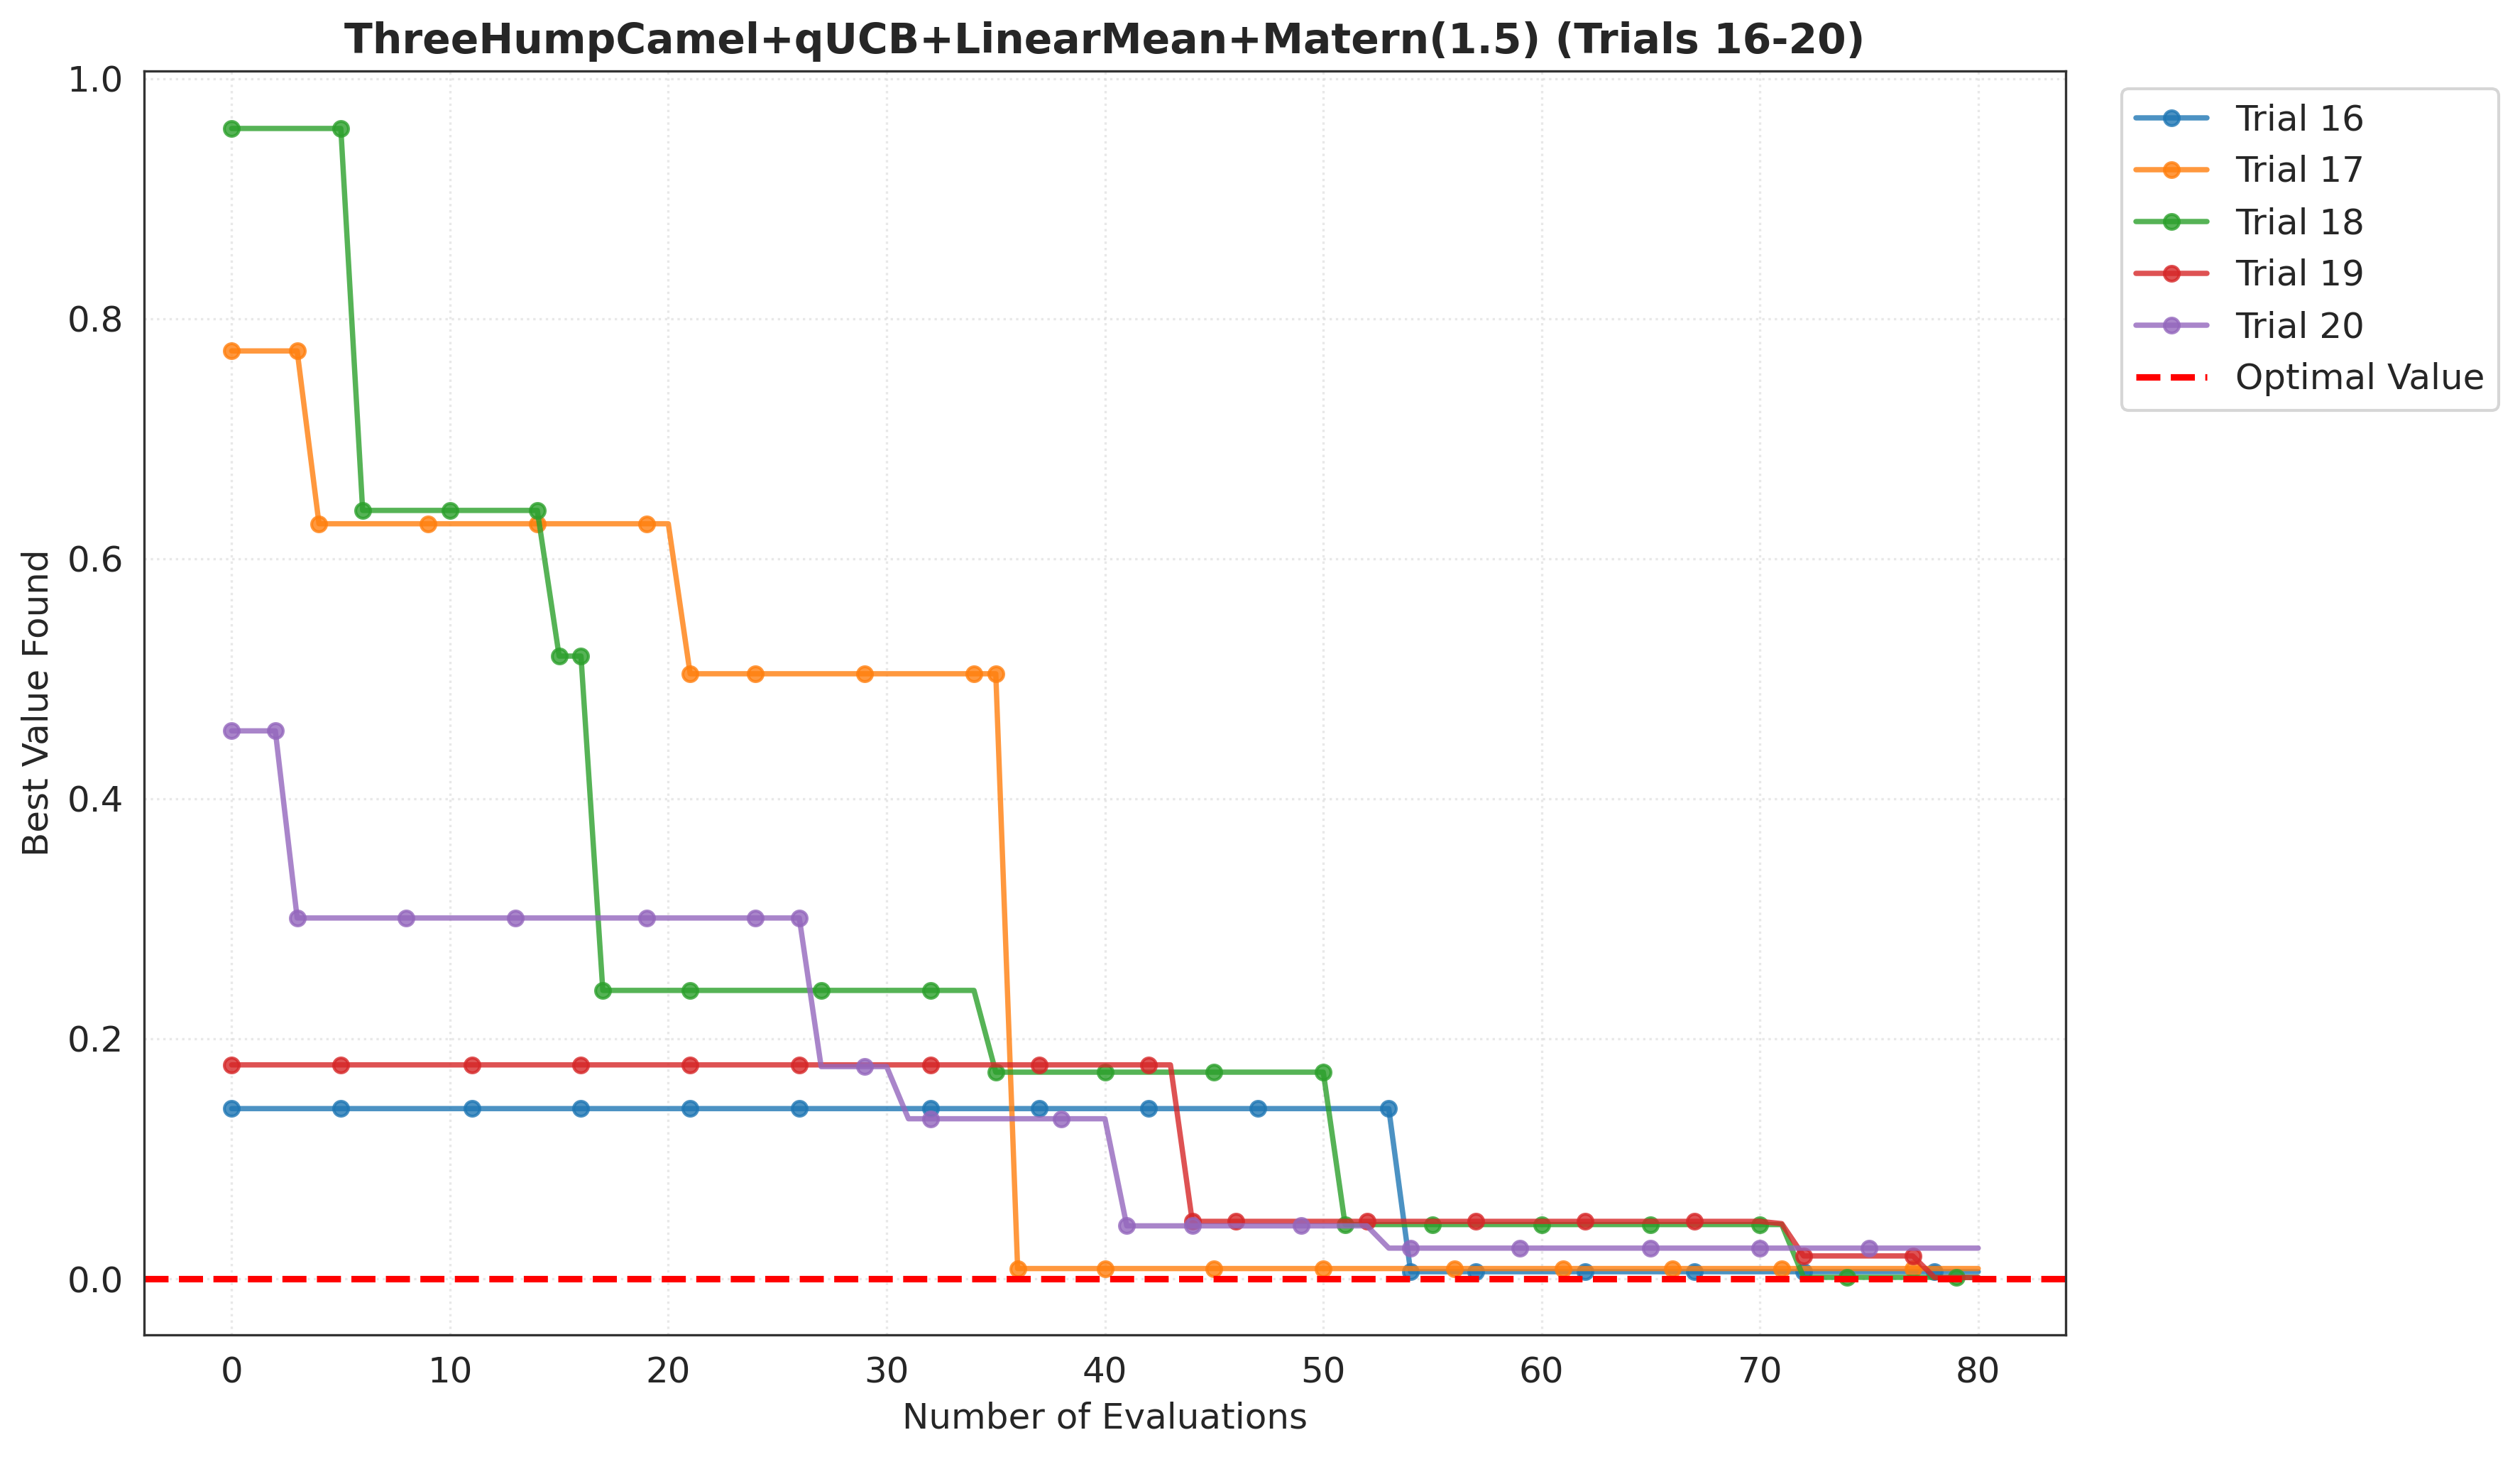 ThreeHumpCamel+qUCB+LinearMean+Matern(1.5) (Trials 16-20)
Best Value Found
1.0
0.8
0.6
0.4
0.2
0.0
0 10 20 30 40 50 60 70 80
Number of Evaluations
Trial 16
Trial 17
Trial 18
Trial 19
Trial 20
Optimal Value